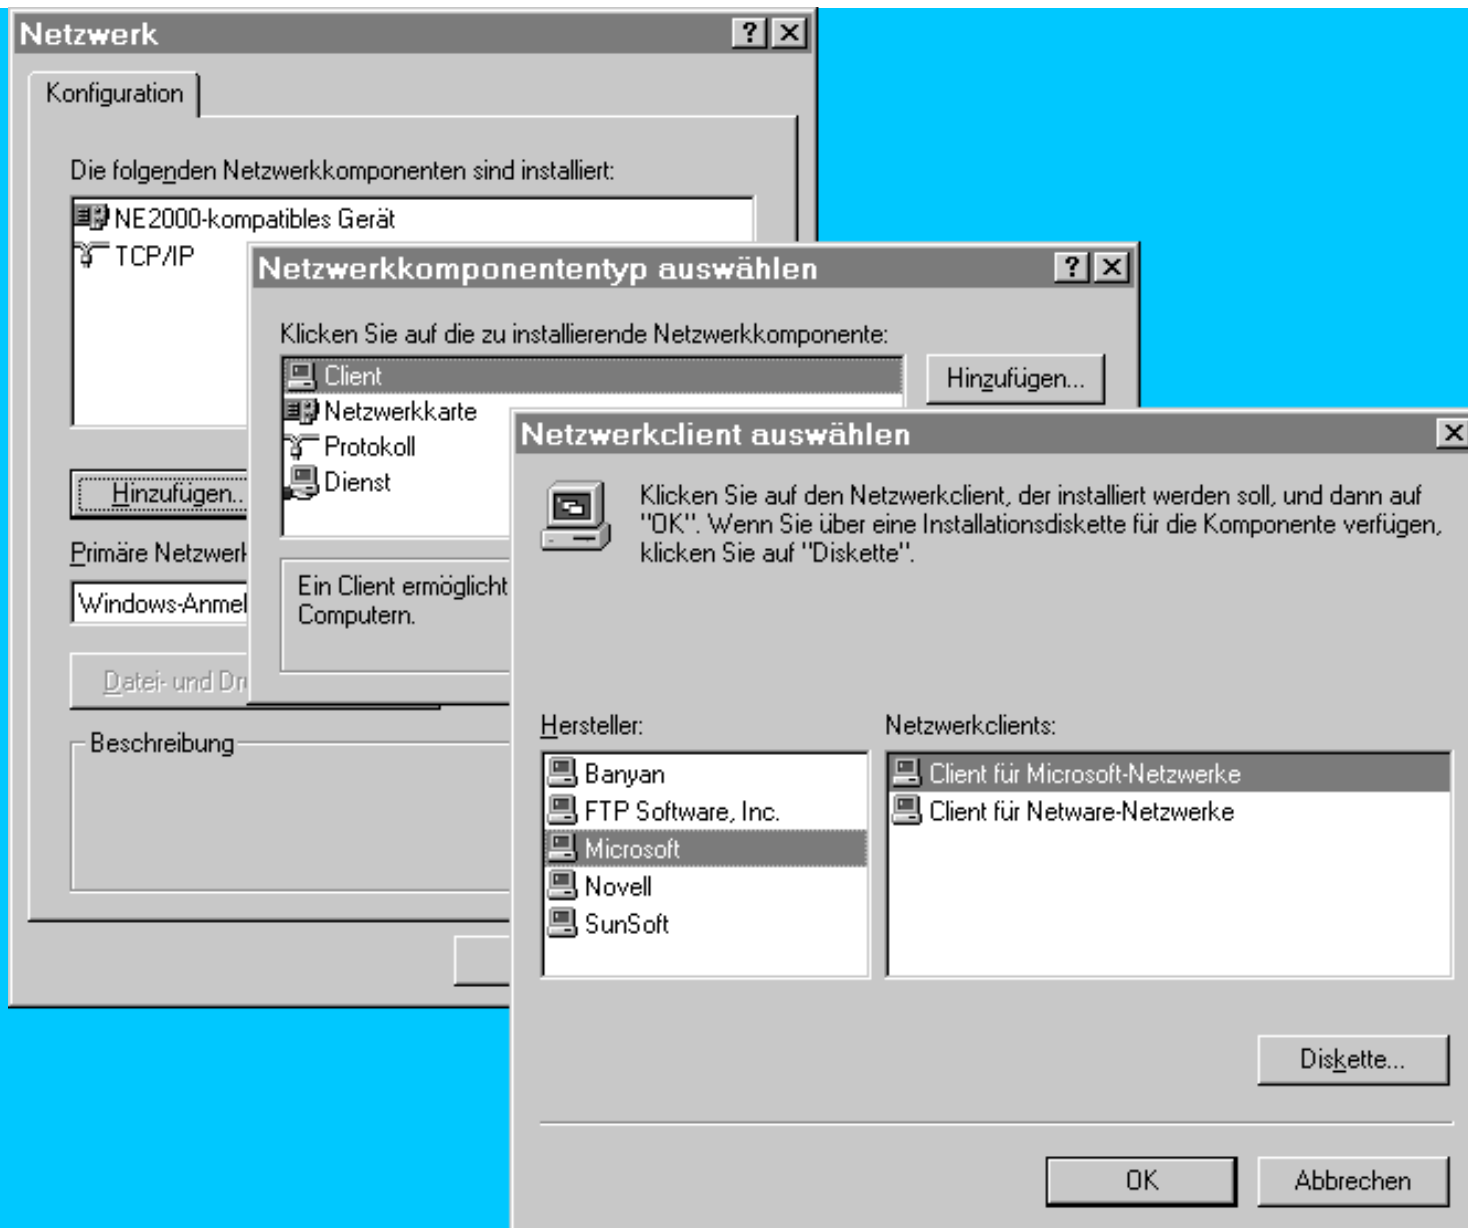 Netzwerk
Konfiguration
Die folgenden Netzwerkkomponenten sind installiert:
NE2000-kompatibles Gerät
TCP/IP
Hinzufügen..
Primäre
Windows-Anmel
Datei- und
Beschreibung
Netzwerkkomponententyp auswählen
Klicken Sie auf die zu installierende Netzwerkkomponente:
Client
Netzwerkkarte
Protokoll
Dienst
Hinzufügen...
Ein Client ermöglicht
Computern.
Netzwerkclient auswählen
Klicken Sie auf den Netzwerkclient, der installiert werden soll, und dann auf
"OK". Wenn Sie über eine Installationsdiskette für die Komponente verfügen,
klicken Sie auf "Diskette".
Hersteller:
Banyan
FTP Software, Inc.
Microsoft
Novell
SunSoft
Netzwerkclients:
Client für Microsoft-Netzwerke
Client für Netware-Netzwerke
Diskette...
OK
Abbrechen